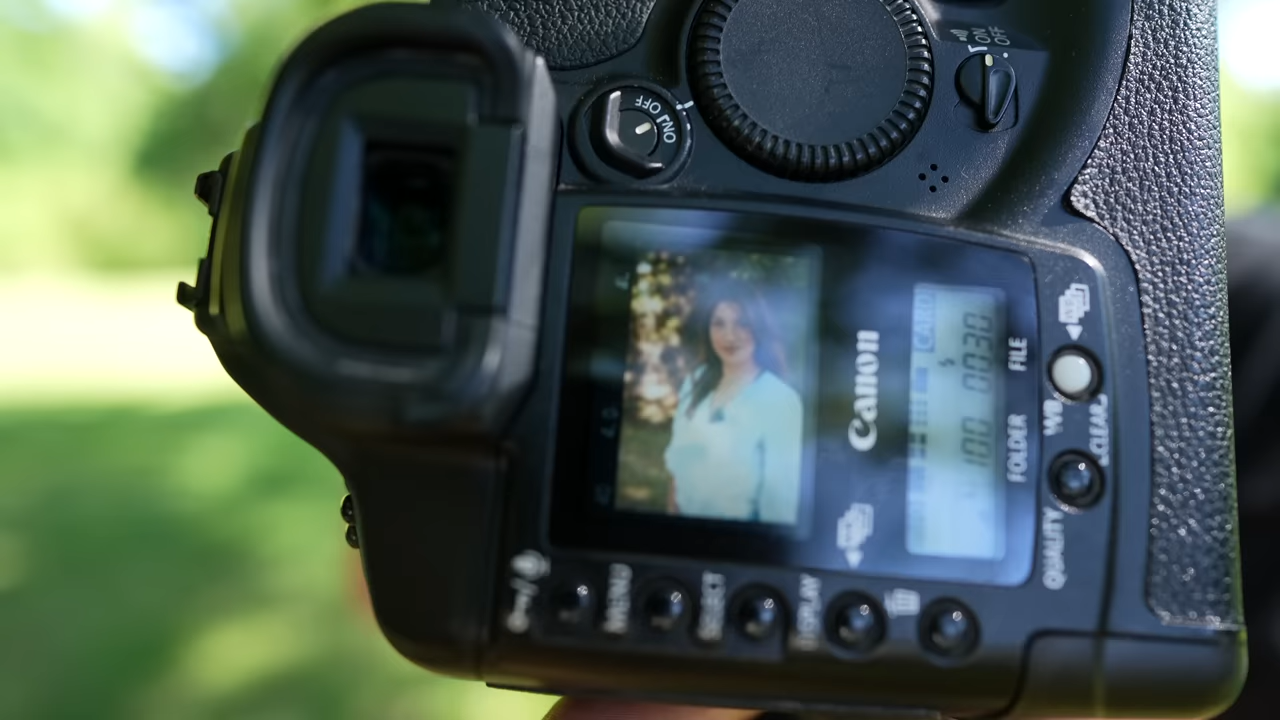 ON
OFF
OFF
ON
Canon
CARD
100 0030
FOLDER FILE
WB
CLEAR
QUALITY
MENU
SELECT
DISPLAY